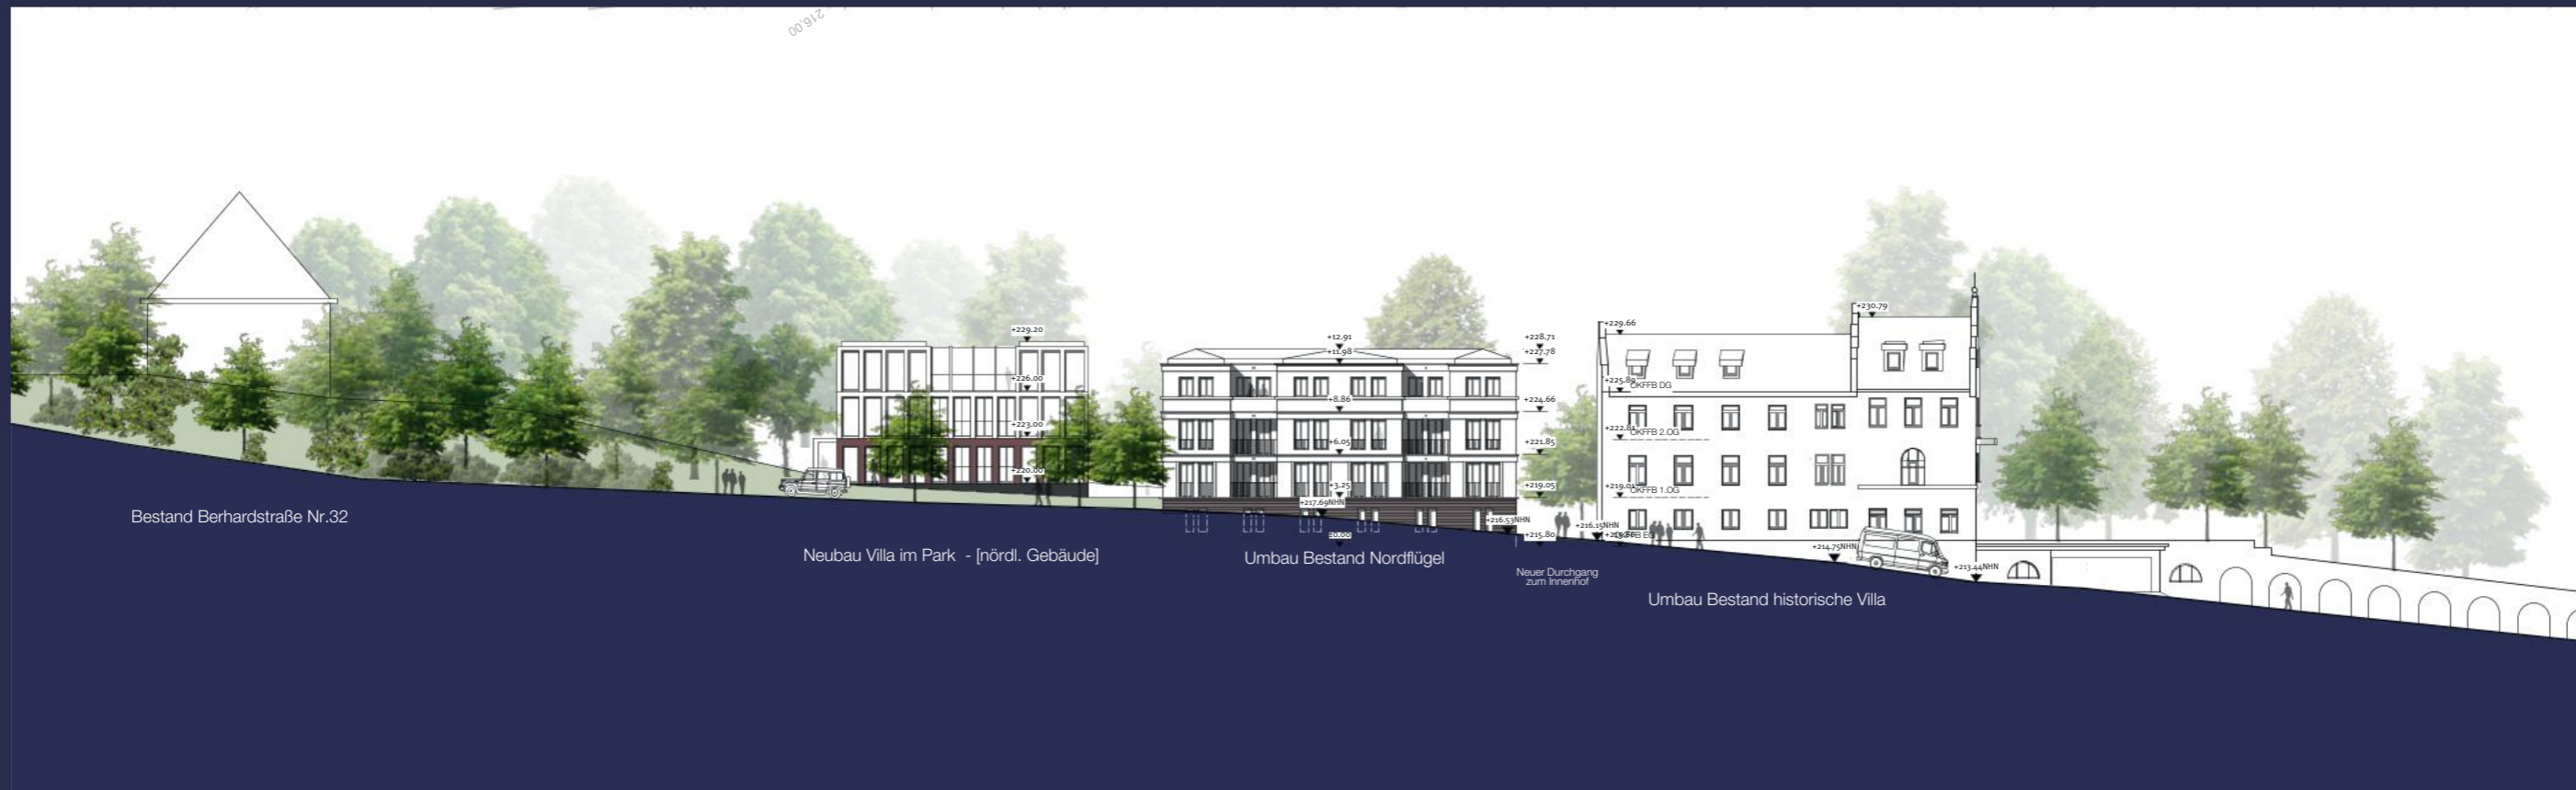 216,00
+229.20
+226.00
+223.00
+220.00
+12.91
+11.98
+8.86
+6.05
+3.25
+217.69NHN
±0.00
+228.71
+227.78
+224.66
+221.85
+219.05
+216.53NHN
+215.80
+216.15NHN
+229.66
+225.89
OKFFB DG
OKFFB 2.OG
+219.01
OKFFB 1.OG
+230.79
+214.75NHN
+213.44NHN
Bestand Berhardstraße Nr.32
Neubau Villa im Park - [nördl. Gebäude]
Umbau Bestand Nordflügel
Neuer Durchgang
zum Innenhof
Umbau Bestand historische Villa